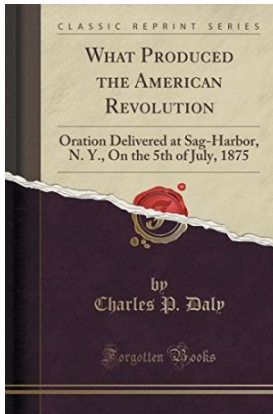 CLASSIC REPRINT SERIES
WHAT PRODUCED
THE AMERICAN
REVOLUTION
Oration Delivered at Sag-Harbor,
N. Y., On the 5th of July, 1875
by
Charles P. Daly
Forgotten Books